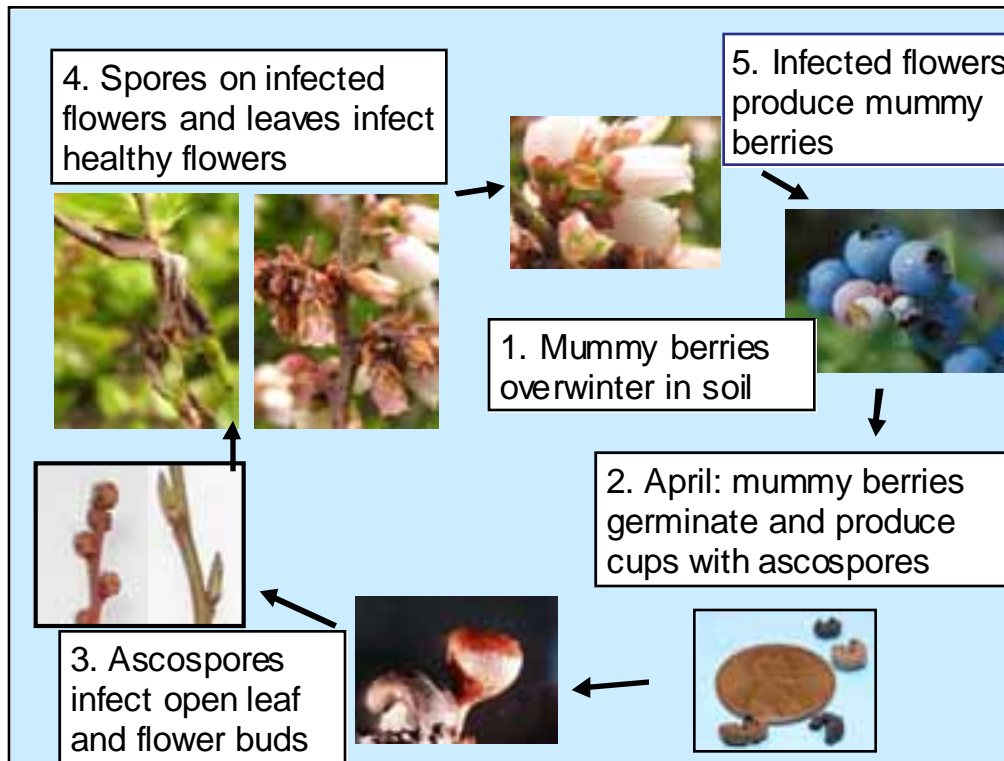 4. Spores on infected
flowers and leaves infect
healthy flowers
5. Infected flowers
produce mummy
berries
1. Mummy berries
overwinter in soil
2. April: mummy berries
germinate and produce
cups with ascospores
3. Ascospores
infect open leaf
and flower buds